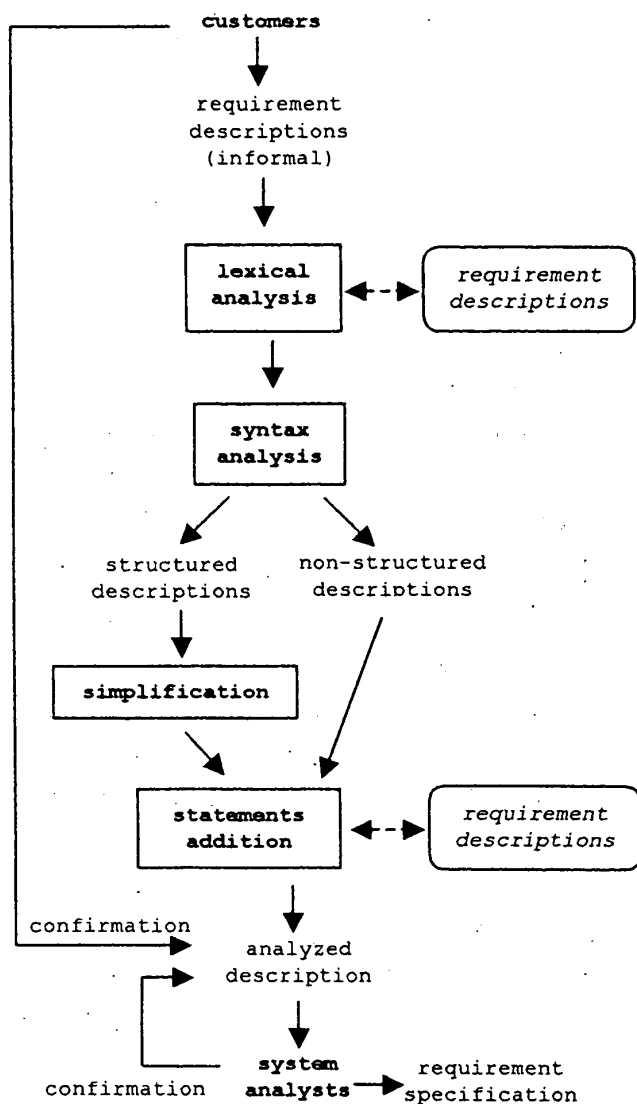 customers
requirement
descriptions
(informal)
lexical
analysis
requirement
descriptions
syntax
analysis
structured
descriptions
non-structured
descriptions
simplification
statements
addition
requirement
descriptions
confirmation
analyzed
description
system
analysts
confirmation
requirement
specification